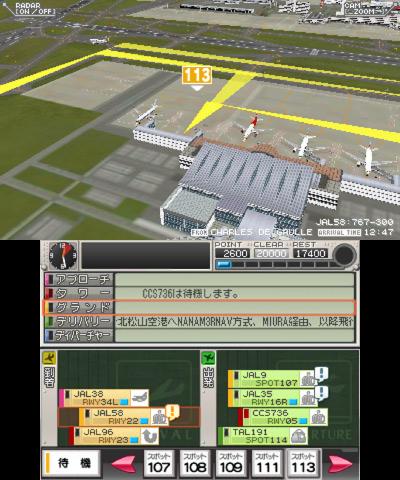 RADAR
[ON/OFF]
CAM
ZOOM
113
JAL58:767-300
FROM CHARLES DE GAULLE ARRIVAL TIME 12:47
POINT CLEAR REST
2600 20000 17400
アプローチ
タワー CCS736は待機します。
グランド
デリバリー 北松山空港へNANAM3RNAV方式、MIURA経由、以降飛行
ディパーチャー
JAL38
RWY34L
JAL58
RWY22
JAL96
RWY23
JAL9
SPOT107
JAL35
RWY16R
CCS736
RWY05
TAL191
SPOT114
待機
スポット 107
スポット 108
スポット 109
スポット 111
スポット 113